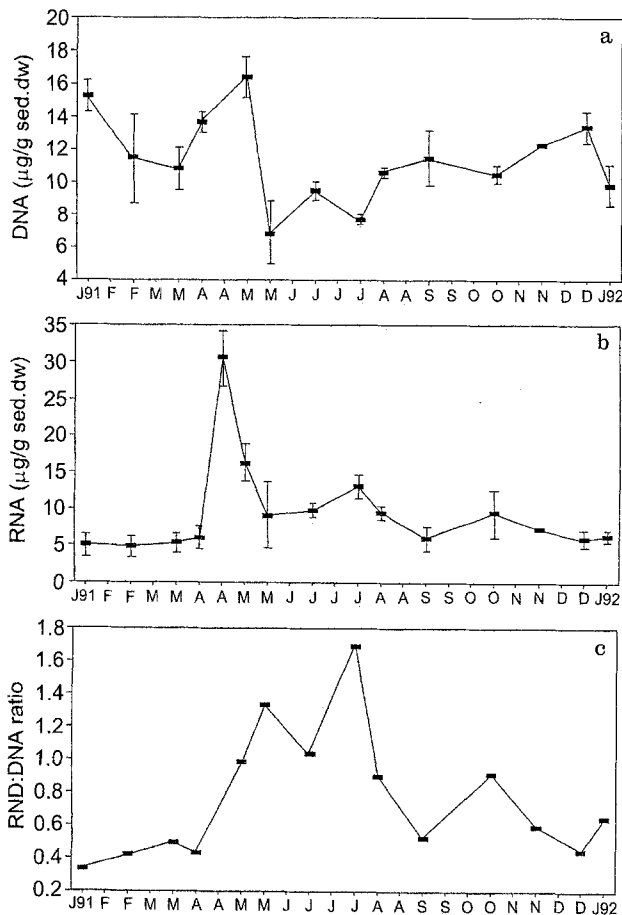 a
DNA (µg/g sed.dw)
20
18
16
14
12
10
8
6
4
J91 F F M M A A M M J J J J A A S S O O N N D D J92
b
RNA (µg/g sed.dw)
35
30
25
20
15
10
5
0
J91 F F M M A A M M J J J J A A S S O O N N D D J92
c
RND:DNA ratio
1.8
1.6
1.4
1.2
1.0
0.8
0.6
0.4
0.2
J91 F F M M A A M M J J J J A A S S O O N N D D J92